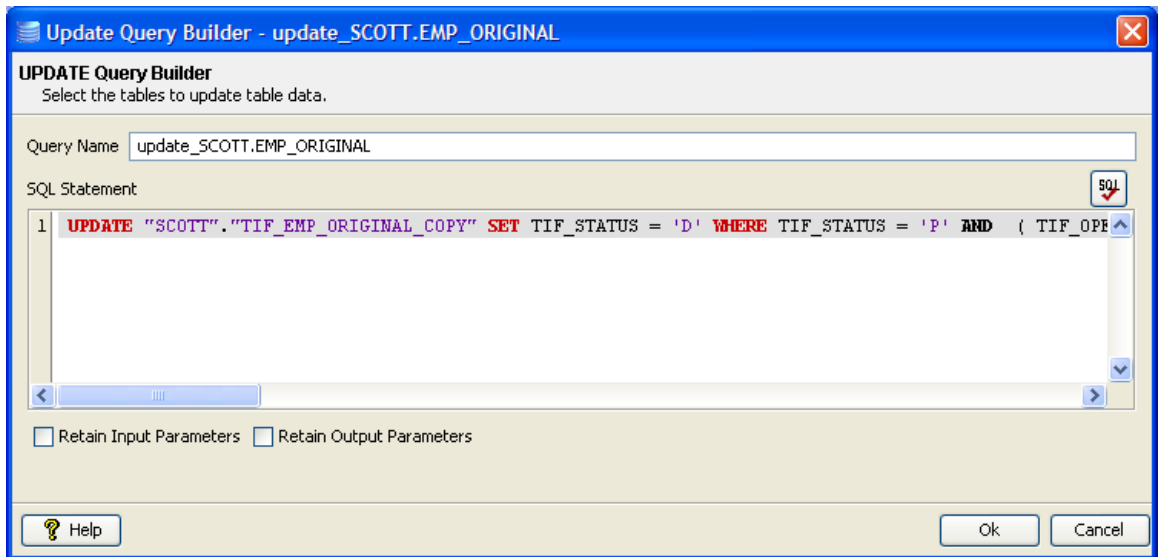 Update Query Builder - update_SCOTT.EMP_ORIGINAL
UPDATE Query Builder
Select the tables to update table data.
Query Name update_SCOTT.EMP_ORIGINAL
SQL Statement
SQL
1 UPDATE "SCOTT"."TIF_EMP_ORIGINAL_COPY" SET TIF_STATUS = 'D' WHERE TIF_STATUS = 'P' AND ( TIF_OPE
Retain Input Parameters Retain Output Parameters
Help Ok Cancel